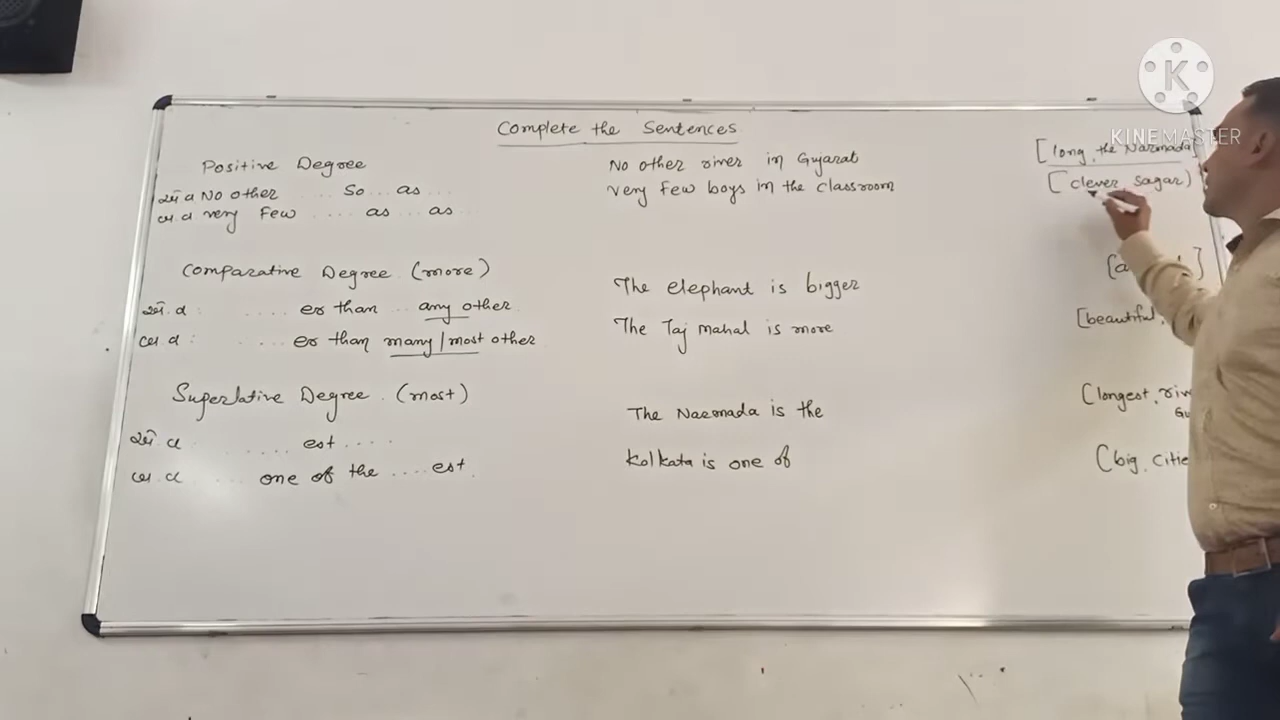 KINEMASTER
Complete the Sentences
Positive Degree
No other .... So .. as ...
very Few .... as .. as ...
No other river in Gujarat [long, the Narmada
very Few boys in the classroom [clever, Sagar)
Comparative Degree (more)
.... er than .. any other
.... er than many/most other
The elephant is bigger
The Taj Mahal is more [beautiful,
Superlative Degree (most)
...... est ....
.... one of the .... est
The Narmada is the (longest,
Kolkata is one of (big,